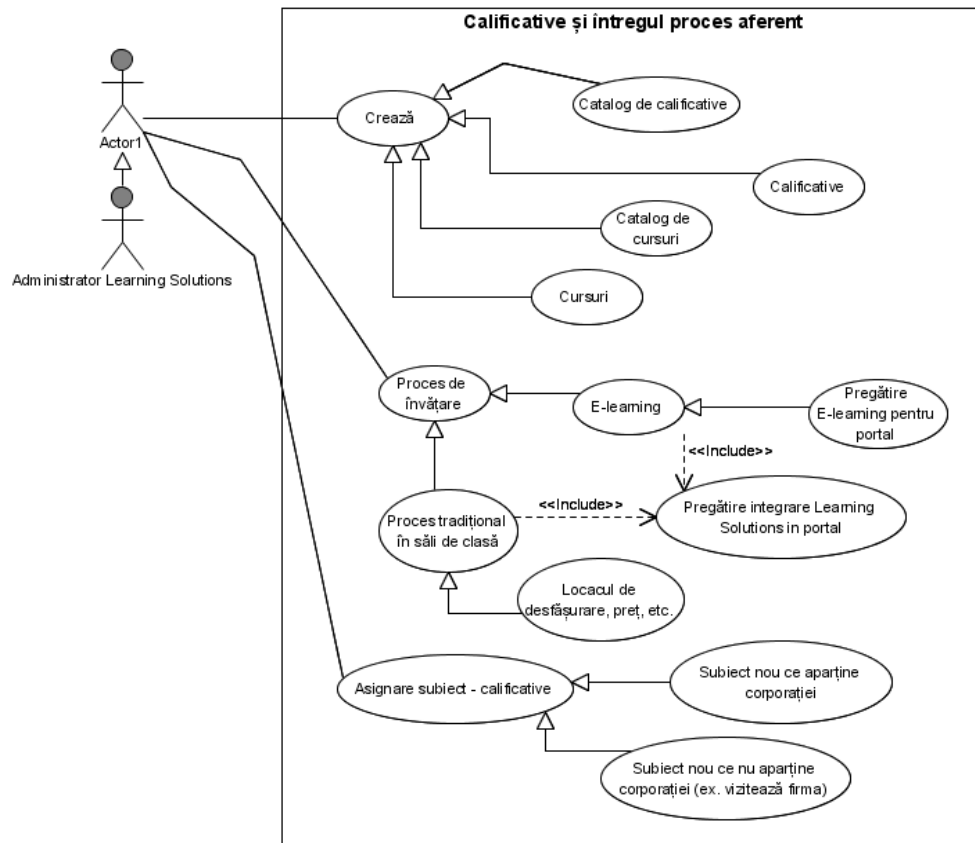 Calificative și întregul proces aferent
Catalog de calificative
Crează
Actor1
Calificative
Catalog de
cursuri
Administrator Learning Solutions
Cursuri
Proces de
învățare
E-learning
Pregătire
E-learning pentru
portal
<<Include>>
<<Include>>
Proces tradițional
în săli de clasă
Pregătire integrare Learning
Solutions in portal
Locacul de
desfășurare, preț, etc.
Asignare subiect - calificative
Subiect nou ce aparține
corporației
Subiect nou ce nu aparține
corporației (ex. vizitează firma)